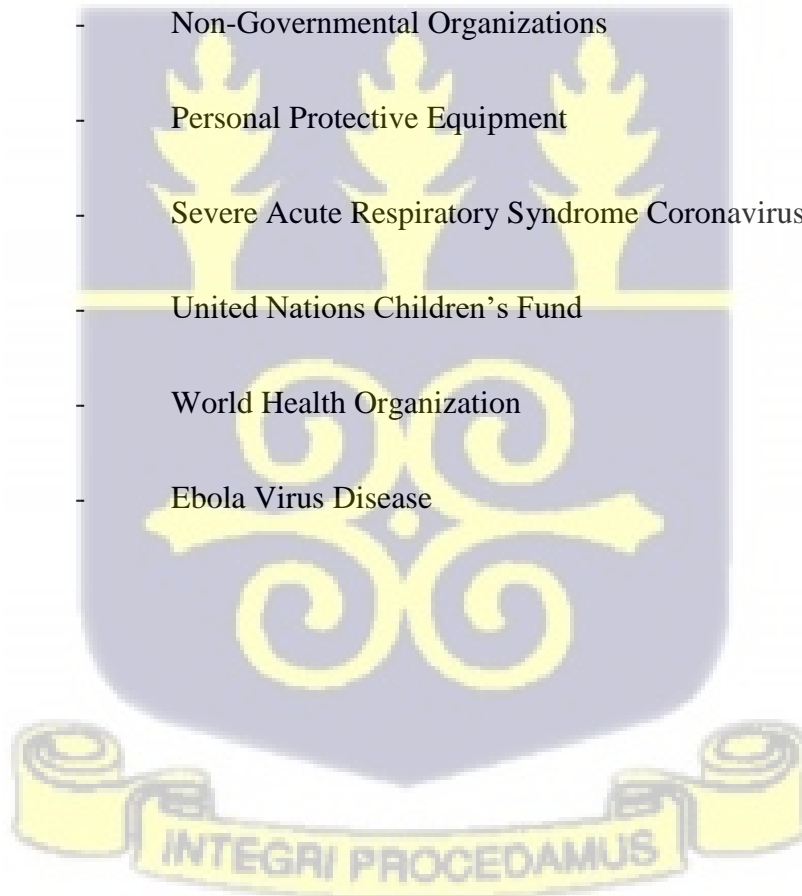 - Non-Governmental Organizations
- Personal Protective Equipment
- Severe Acute Respiratory Syndrome Coronavirus
- United Nations Children’s Fund
- World Health Organization
- Ebola Virus Disease
INTEGRI PROCEDAMUS